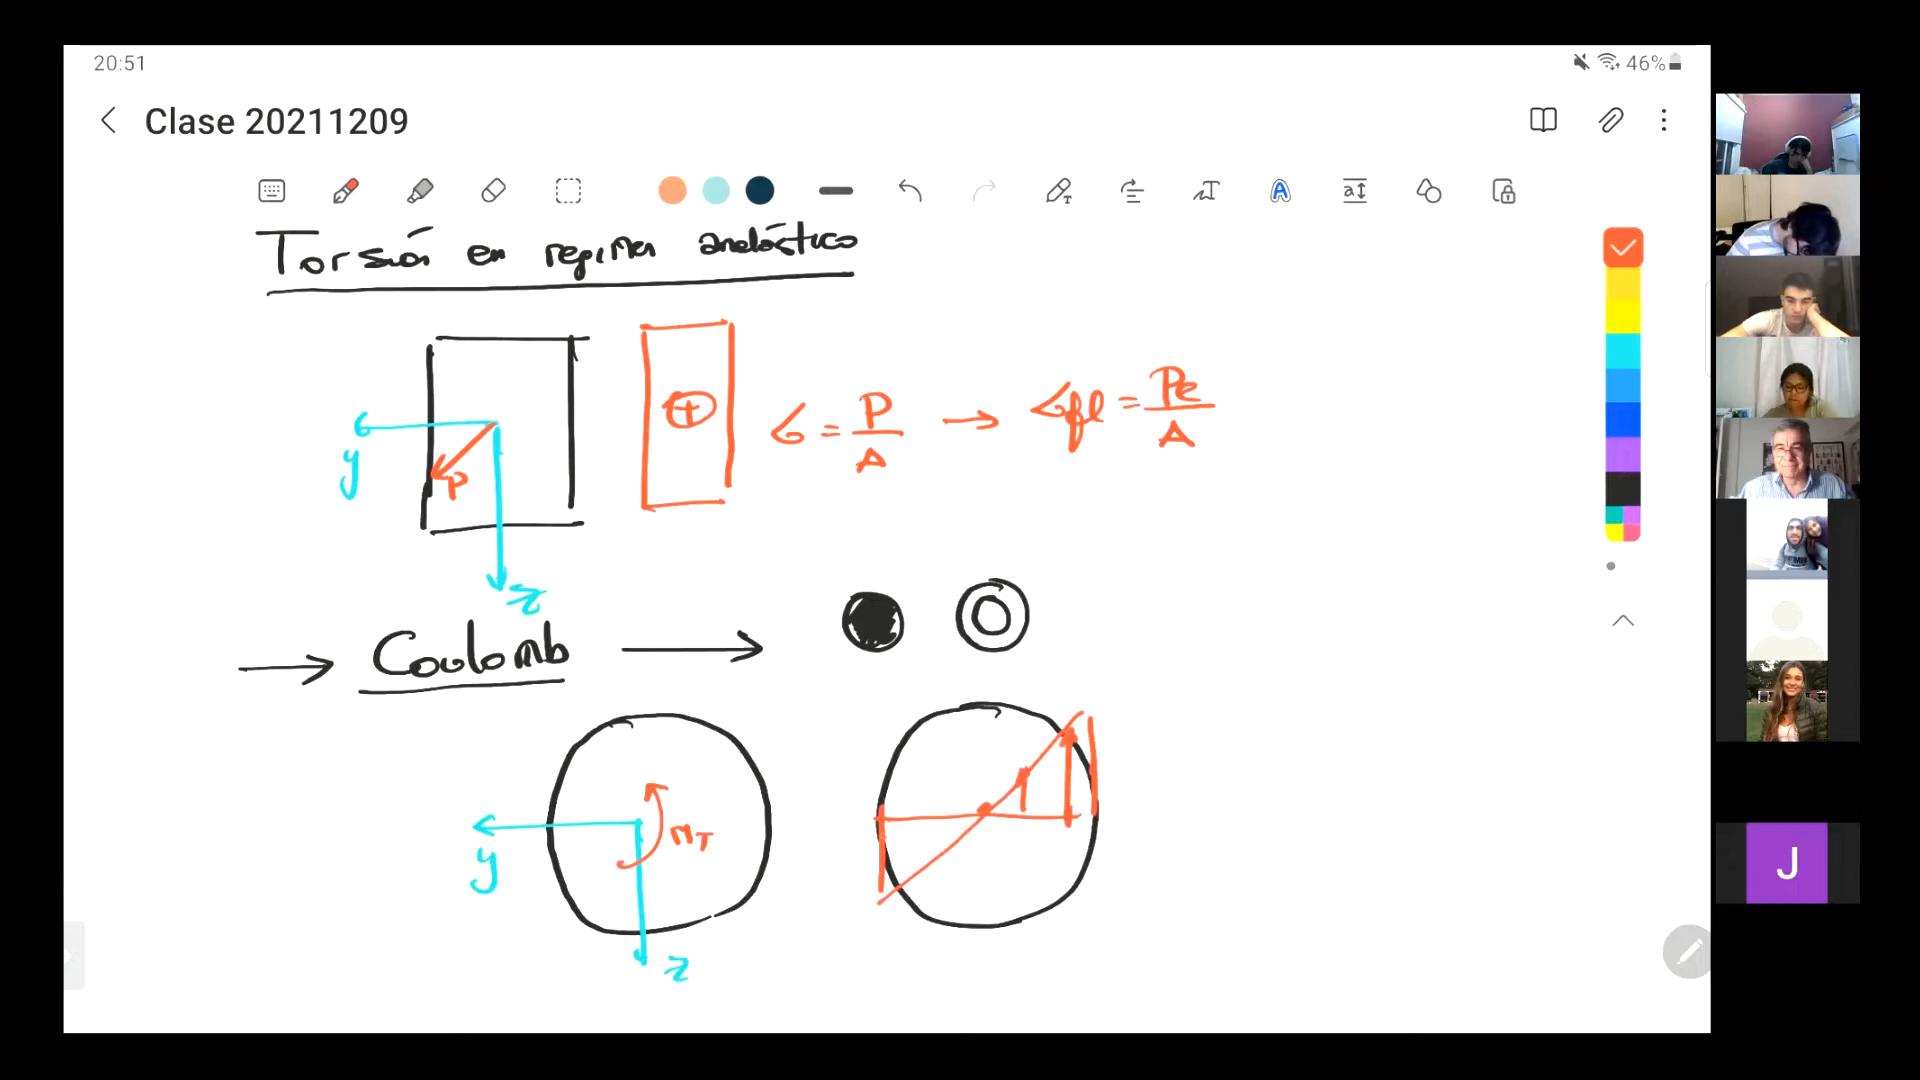 20:51
46%
Clase 20211209
Torsión en regimen anelástico
y
P
z
σ = P/A → σfl = Pe/A
→ Coulomb →
y
MT
z
J